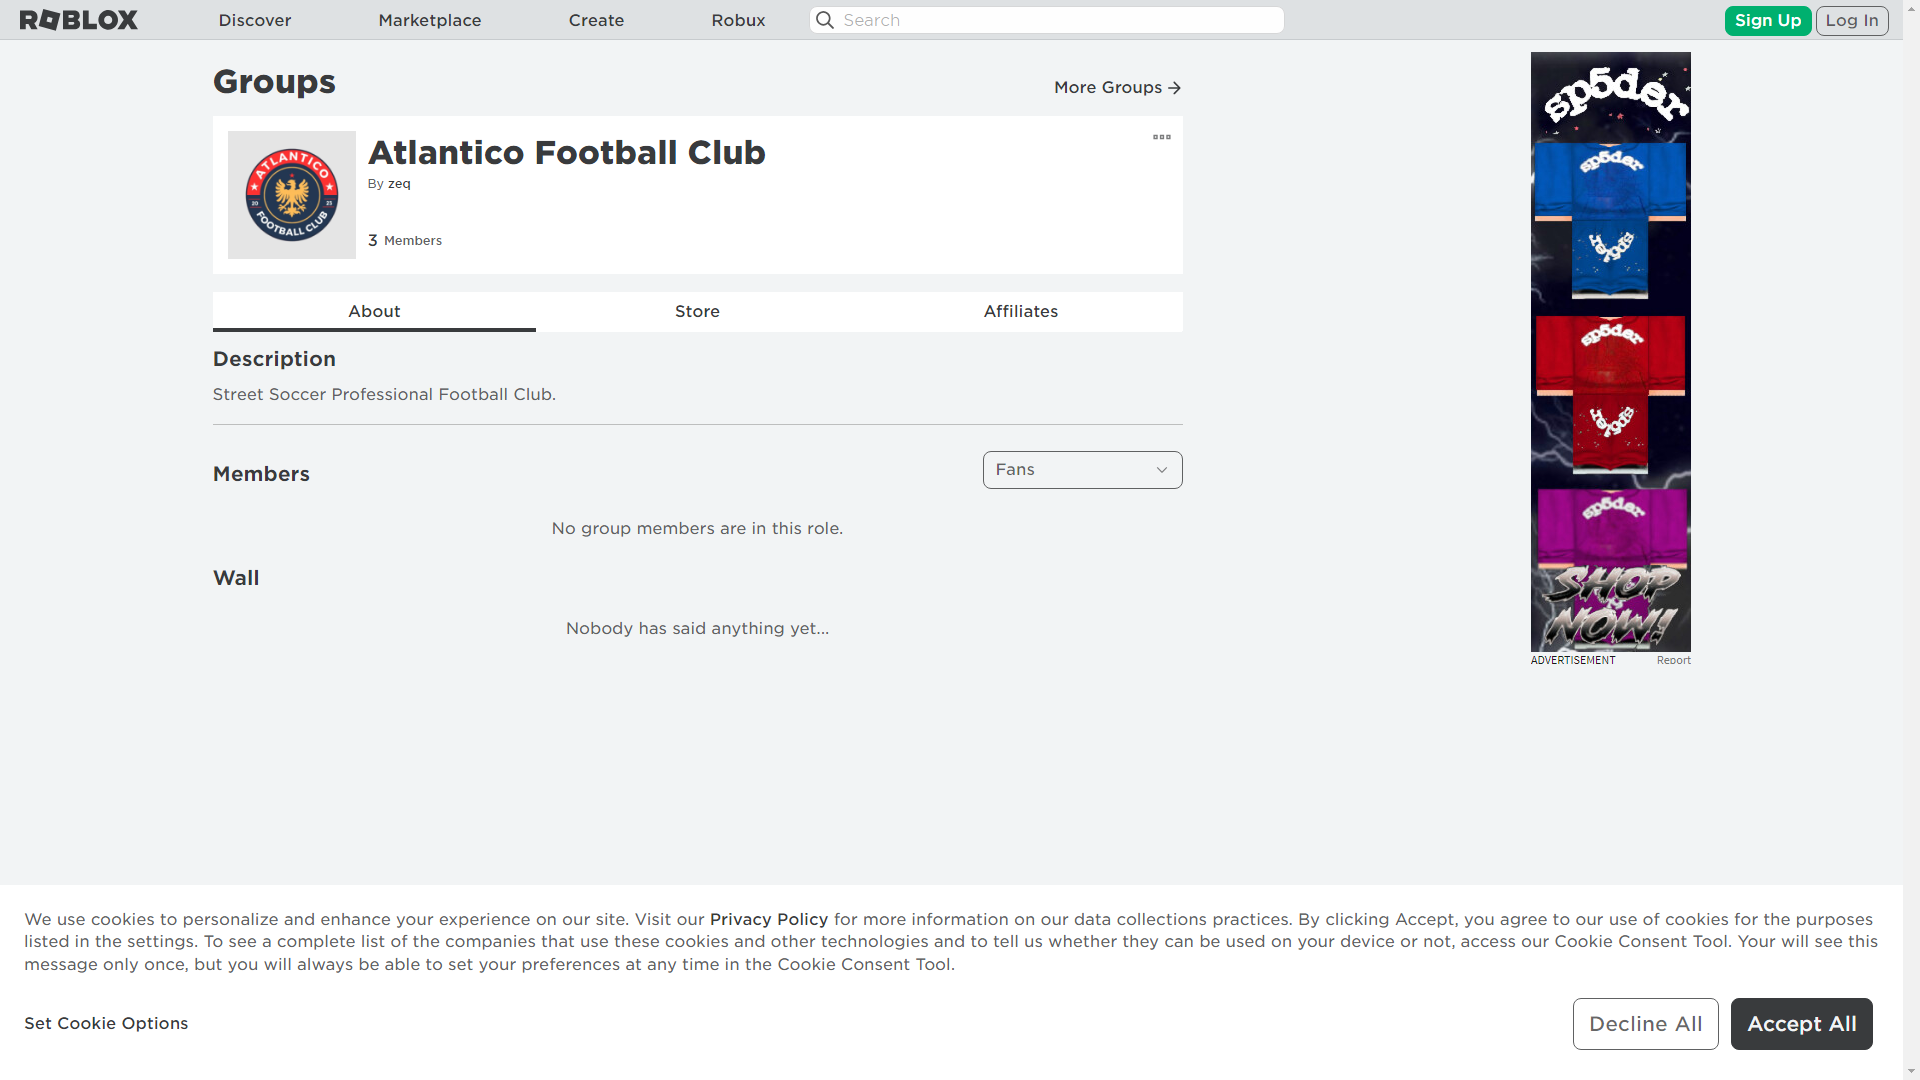 ROBLOX
Discover
Marketplace
Create
Robux
Search
Sign Up
Log In
Groups
More Groups
ATLANTICO
20 23
FOOTBALL CLUB
Atlantico Football Club
By zeq
3 Members
About
Store
Affiliates
Description
Street Soccer Professional Football Club.
Members
Fans
No group members are in this role.
Wall
Nobody has said anything yet...
sp5der
sp5der
sp5der
sp5der
sp5der
sp5der
SHOP
NOW!
ADVERTISEMENT
Report
We use cookies to personalize and enhance your experience on our site. Visit our Privacy Policy for more information on our data collections practices. By clicking Accept, you agree to our use of cookies for the purposes
listed in the settings. To see a complete list of the companies that use these cookies and other technologies and to tell us whether they can be used on your device or not, access our Cookie Consent Tool. Your will see this
message only once, but you will always be able to set your preferences at any time in the Cookie Consent Tool.
Set Cookie Options
Decline All
Accept All